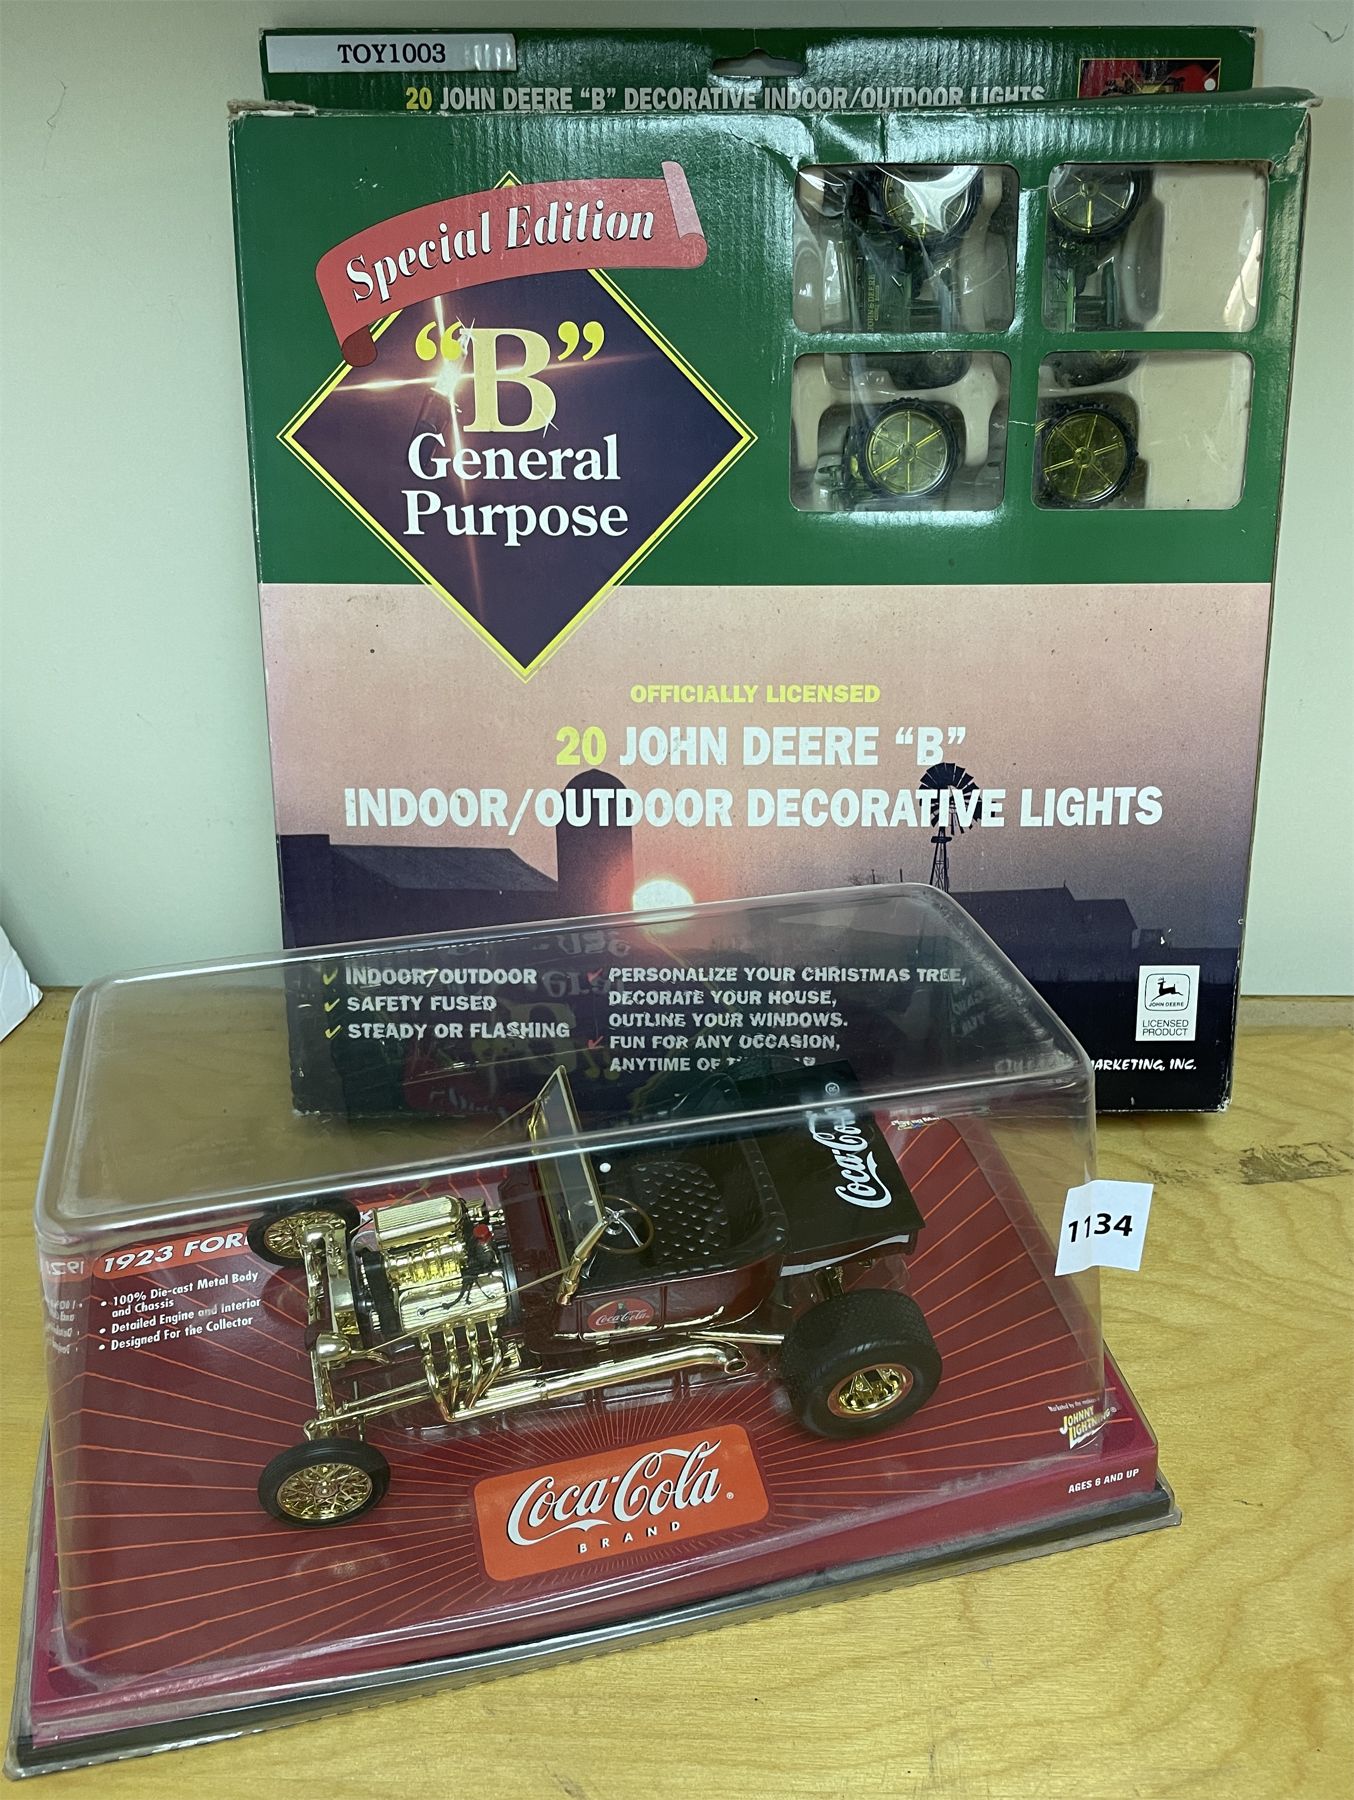 TOY1003
20 JOHN DEERE “B” DECORATIVE INDOOR/OUTDOOR LIGHTS
Special Edition
“B”
General
Purpose
OFFICIALLY LICENSED
20 JOHN DEERE “B”
INDOOR/OUTDOOR DECORATIVE LIGHTS
✓ INDOOR/OUTDOOR
✓ SAFETY FUSED
✓ STEADY OR FLASHING
✓ PERSONALIZE YOUR CHRISTMAS TREE,
DECORATE YOUR HOUSE,
OUTLINE YOUR WINDOWS.
✓ FUN FOR ANY OCCASION,
ANYTIME OF
JOHN DEERE
LICENSED
PRODUCT
MARKETING, INC.
Coca-Cola®
1134
1923 FOR
• 100% Die-cast Metal Body
and Chassis
• Detailed Engine and Interior
• Designed For the Collector
Coca-Cola
Coca-Cola®
BRAND
JOHNNY
LIGHTNING®
AGES 6 AND UP